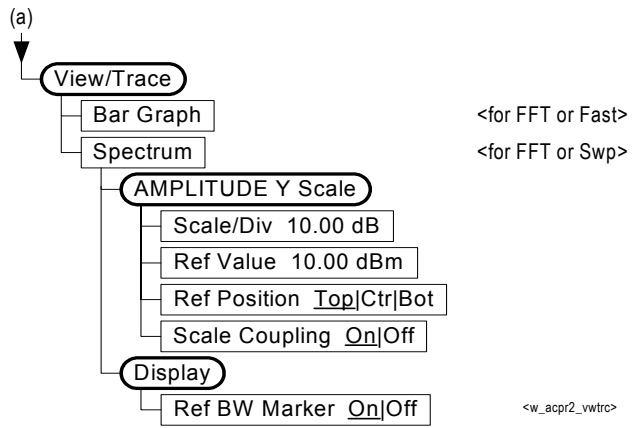 (a)
View/Trace
Bar Graph <for FFT or Fast>
Spectrum <for FFT or Swp>
AMPLITUDE Y Scale
Scale/Div 10.00 dB
Ref Value 10.00 dBm
Ref Position Top|Ctr|Bot
Scale Coupling On|Off
Display
Ref BW Marker On|Off <w_acpr2_vwtrc>